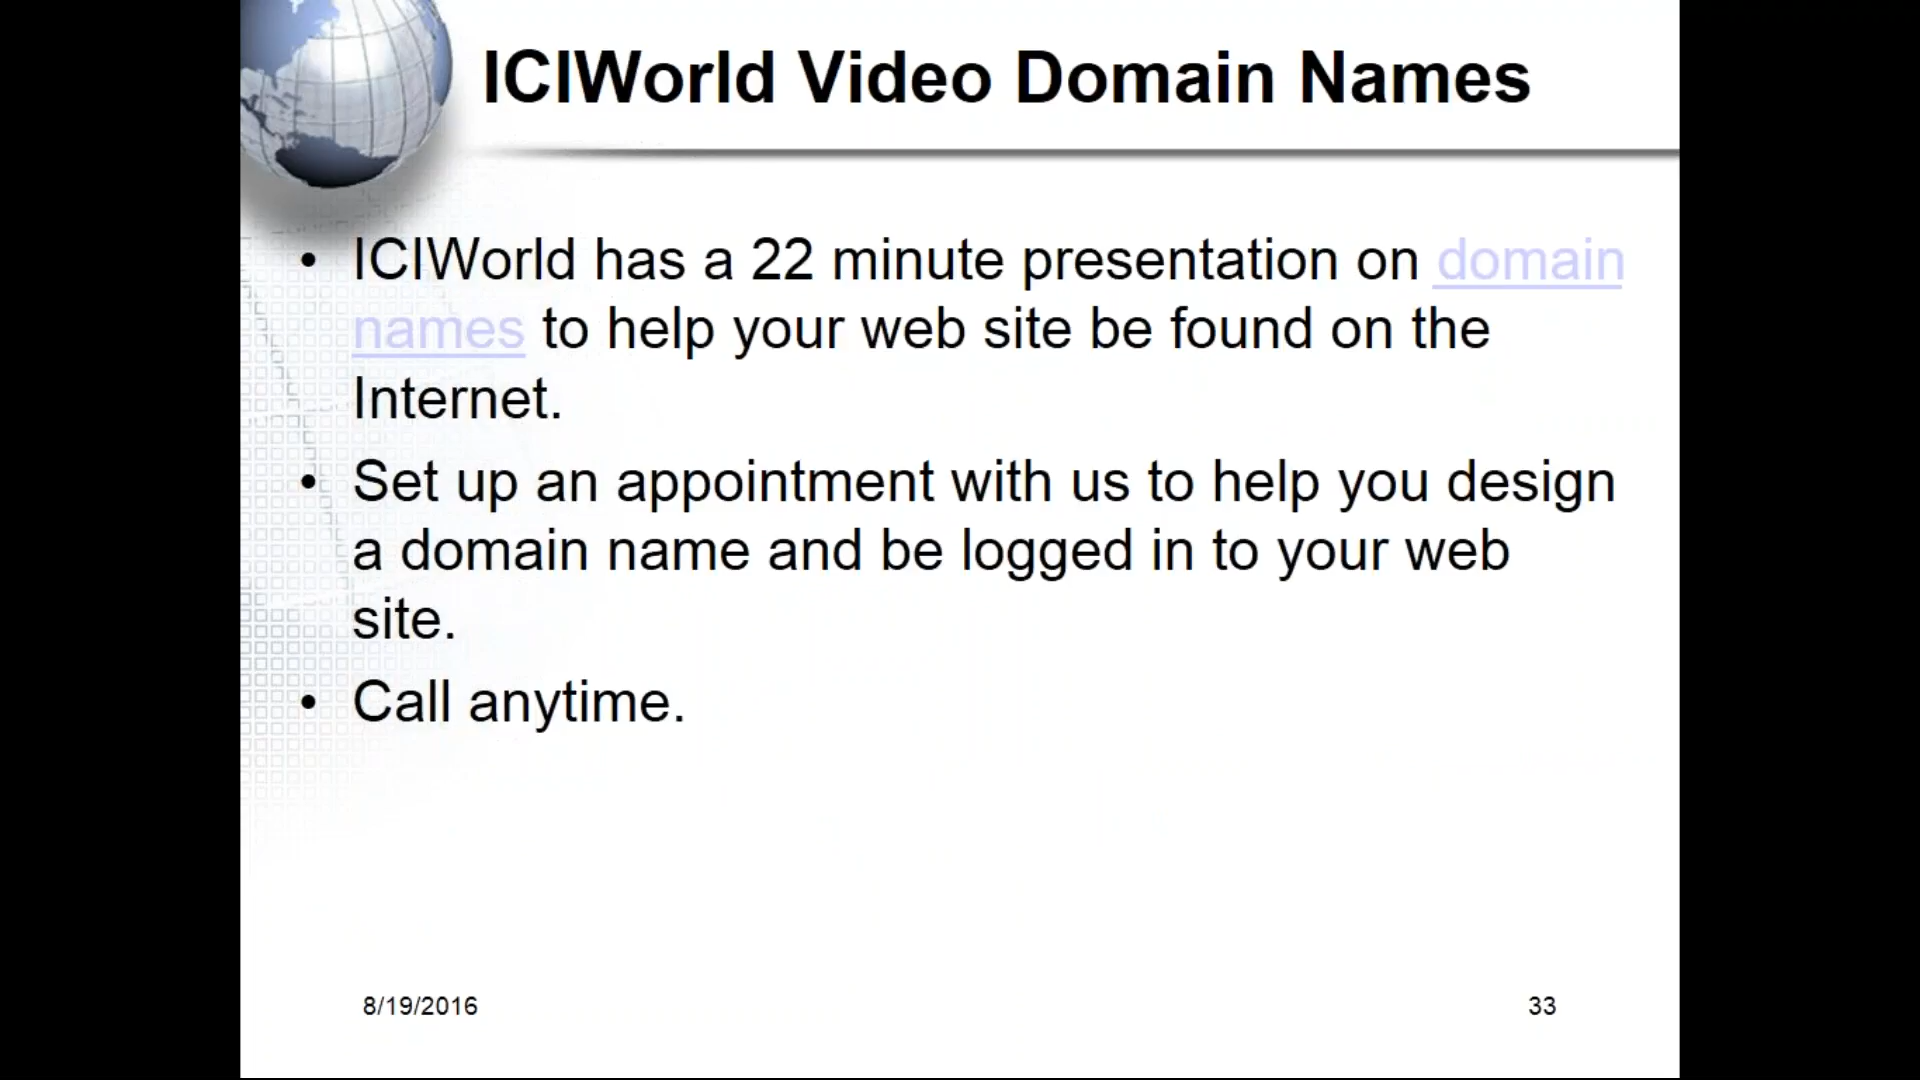 ICIWorld Video Domain Names
• ICIWorld has a 22 minute presentation on domain
names to help your web site be found on the
Internet.
• Set up an appointment with us to help you design
a domain name and be logged in to your web
site.
• Call anytime.
8/19/2016
33